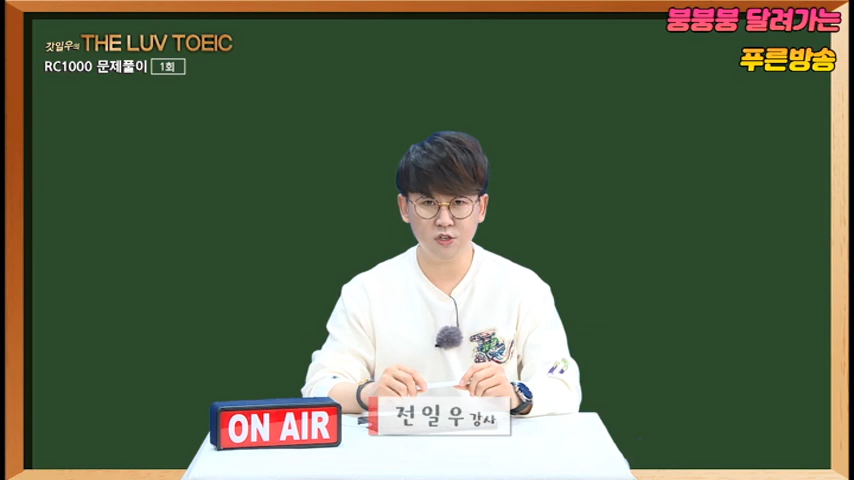 갓일우의 THE LUV TOEIC
RC1000 문제풀이 1회
붕붕붕 달려가는
푸른방송
ON AIR
전일우 강사